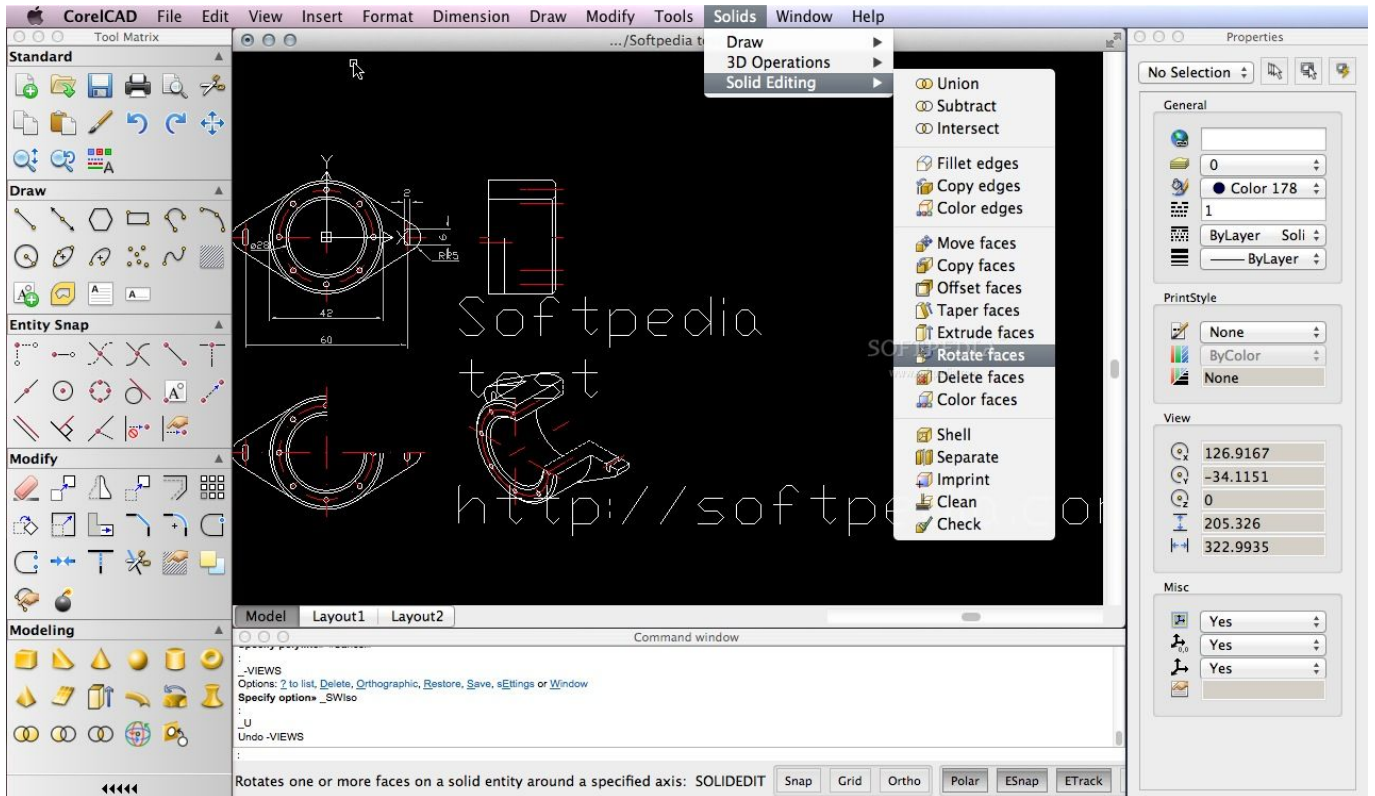 CorelCAD File Edit View Insert Format Dimension Draw Modify Tools Solids Window Help
Tool Matrix
Standard
Draw
Entity Snap
Modify
Modeling
.../Softpedia t
Draw
3D Operations
Solid Editing
Union
Subtract
Intersect
Fillet edges
Copy edges
Color edges
Move faces
Copy faces
Offset faces
Taper faces
Extrude faces
Rotate faces
Delete faces
Color faces
Shell
Separate
Imprint
Clean
Check
Y
X
2
6
ø28
42
60
Softpedia
test
http://softpedia.com
Model Layout1 Layout2
Command window
:
_-VIEWS
Options: ? to list, Delete, Orthographic, Restore, Save, sEttings or Window
Specify option» _SWIso
:
_U
Undo -VIEWS
:
Rotates one or more faces on a solid entity around a specified axis: SOLIDEDIT Snap Grid Ortho Polar ESnap ETrack
Properties
No Selection
General
0
Color 178
1
ByLayer Soli
ByLayer
PrintStyle
None
ByColor
None
View
126.9167
-34.1151
0
205.326
322.9935
Misc
Yes
Yes
Yes